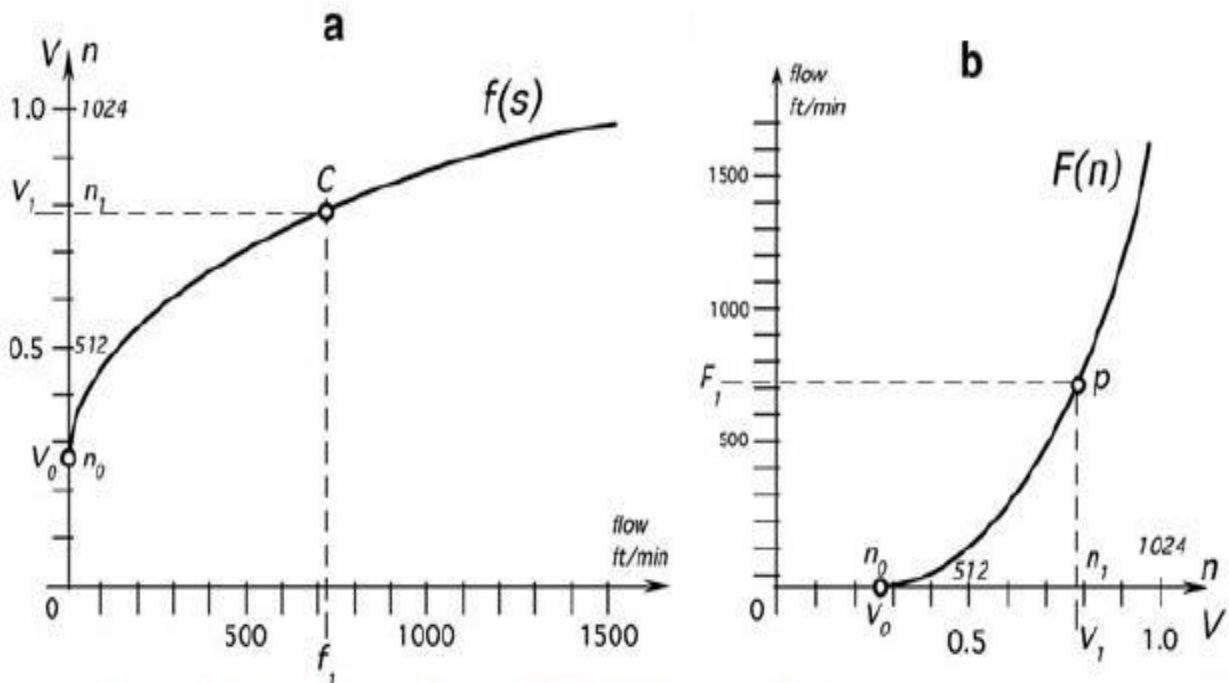 a
V n
1.0 1024
f(s)
C
V₁ n₁
0.5 512
V₀ n₀
flow
ft/min
0 500 1000 1500
f₁
b
flow
ft/min
1500
F(n)
1000
F₁ p
500
n₀ 512 n₁ 1024 n
0 V₀ 0.5 V₁ 1.0 V